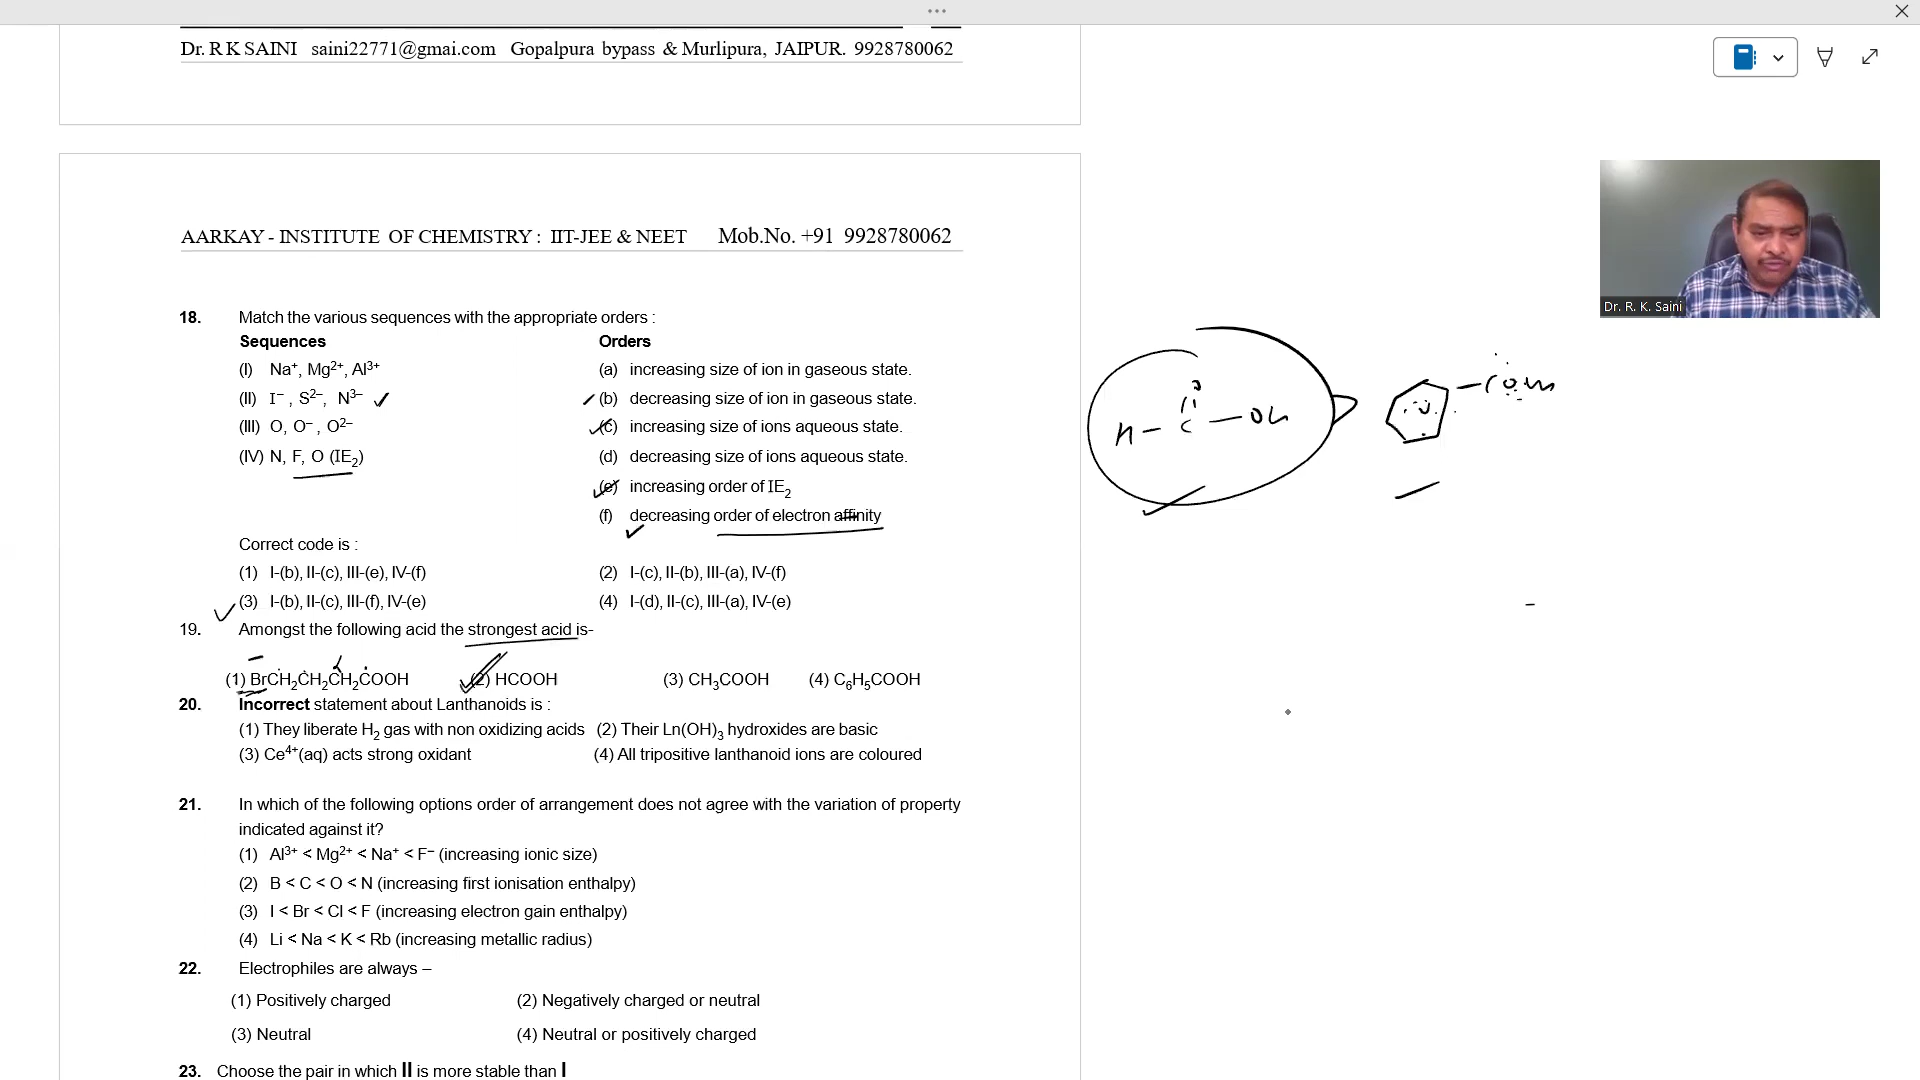 Dr. R K SAINI saini22771@gmai.com Gopalpura bypass & Murlipura, JAIPUR. 9928780062
AARKAY - INSTITUTE OF CHEMISTRY : IIT-JEE & NEET Mob.No. +91 9928780062
Dr. R. K. Saini
18. Match the various sequences with the appropriate orders :
Sequences Orders
(I) Na⁺, Mg²⁺, Al³⁺ (a) increasing size of ion in gaseous state.
(II) I⁻ , S²⁻, N³⁻ (b) decreasing size of ion in gaseous state.
(III) O, O⁻ , O²⁻ (c) increasing size of ions aqueous state.
(IV) N, F, O (IE₂) (d) decreasing size of ions aqueous state.
(e) increasing order of IE₂
(f) decreasing order of electron affinity
Correct code is :
(1) I-(b), II-(c), III-(e), IV-(f) (2) I-(c), II-(b), III-(a), IV-(f)
(3) I-(b), II-(c), III-(f), IV-(e) (4) I-(d), II-(c), III-(a), IV-(e)
19. Amongst the following acid the strongest acid is-
(1) BrCH₂CH₂CH₂COOH (2) HCOOH (3) CH₃COOH (4) C₆H₅COOH
20. Incorrect statement about Lanthanoids is :
(1) They liberate H₂ gas with non oxidizing acids (2) Their Ln(OH)₃ hydroxides are basic
(3) Ce⁴⁺(aq) acts strong oxidant (4) All tripositive lanthanoid ions are coloured
21. In which of the following options order of arrangement does not agree with the variation of property
indicated against it?
(1) Al³⁺ < Mg²⁺ < Na⁺ < F⁻ (increasing ionic size)
(2) B < C < O < N (increasing first ionisation enthalpy)
(3) I < Br < Cl < F (increasing electron gain enthalpy)
(4) Li < Na < K < Rb (increasing metallic radius)
22. Electrophiles are always –
(1) Positively charged (2) Negatively charged or neutral
(3) Neutral (4) Neutral or positively charged
23. Choose the pair in which II is more stable than I